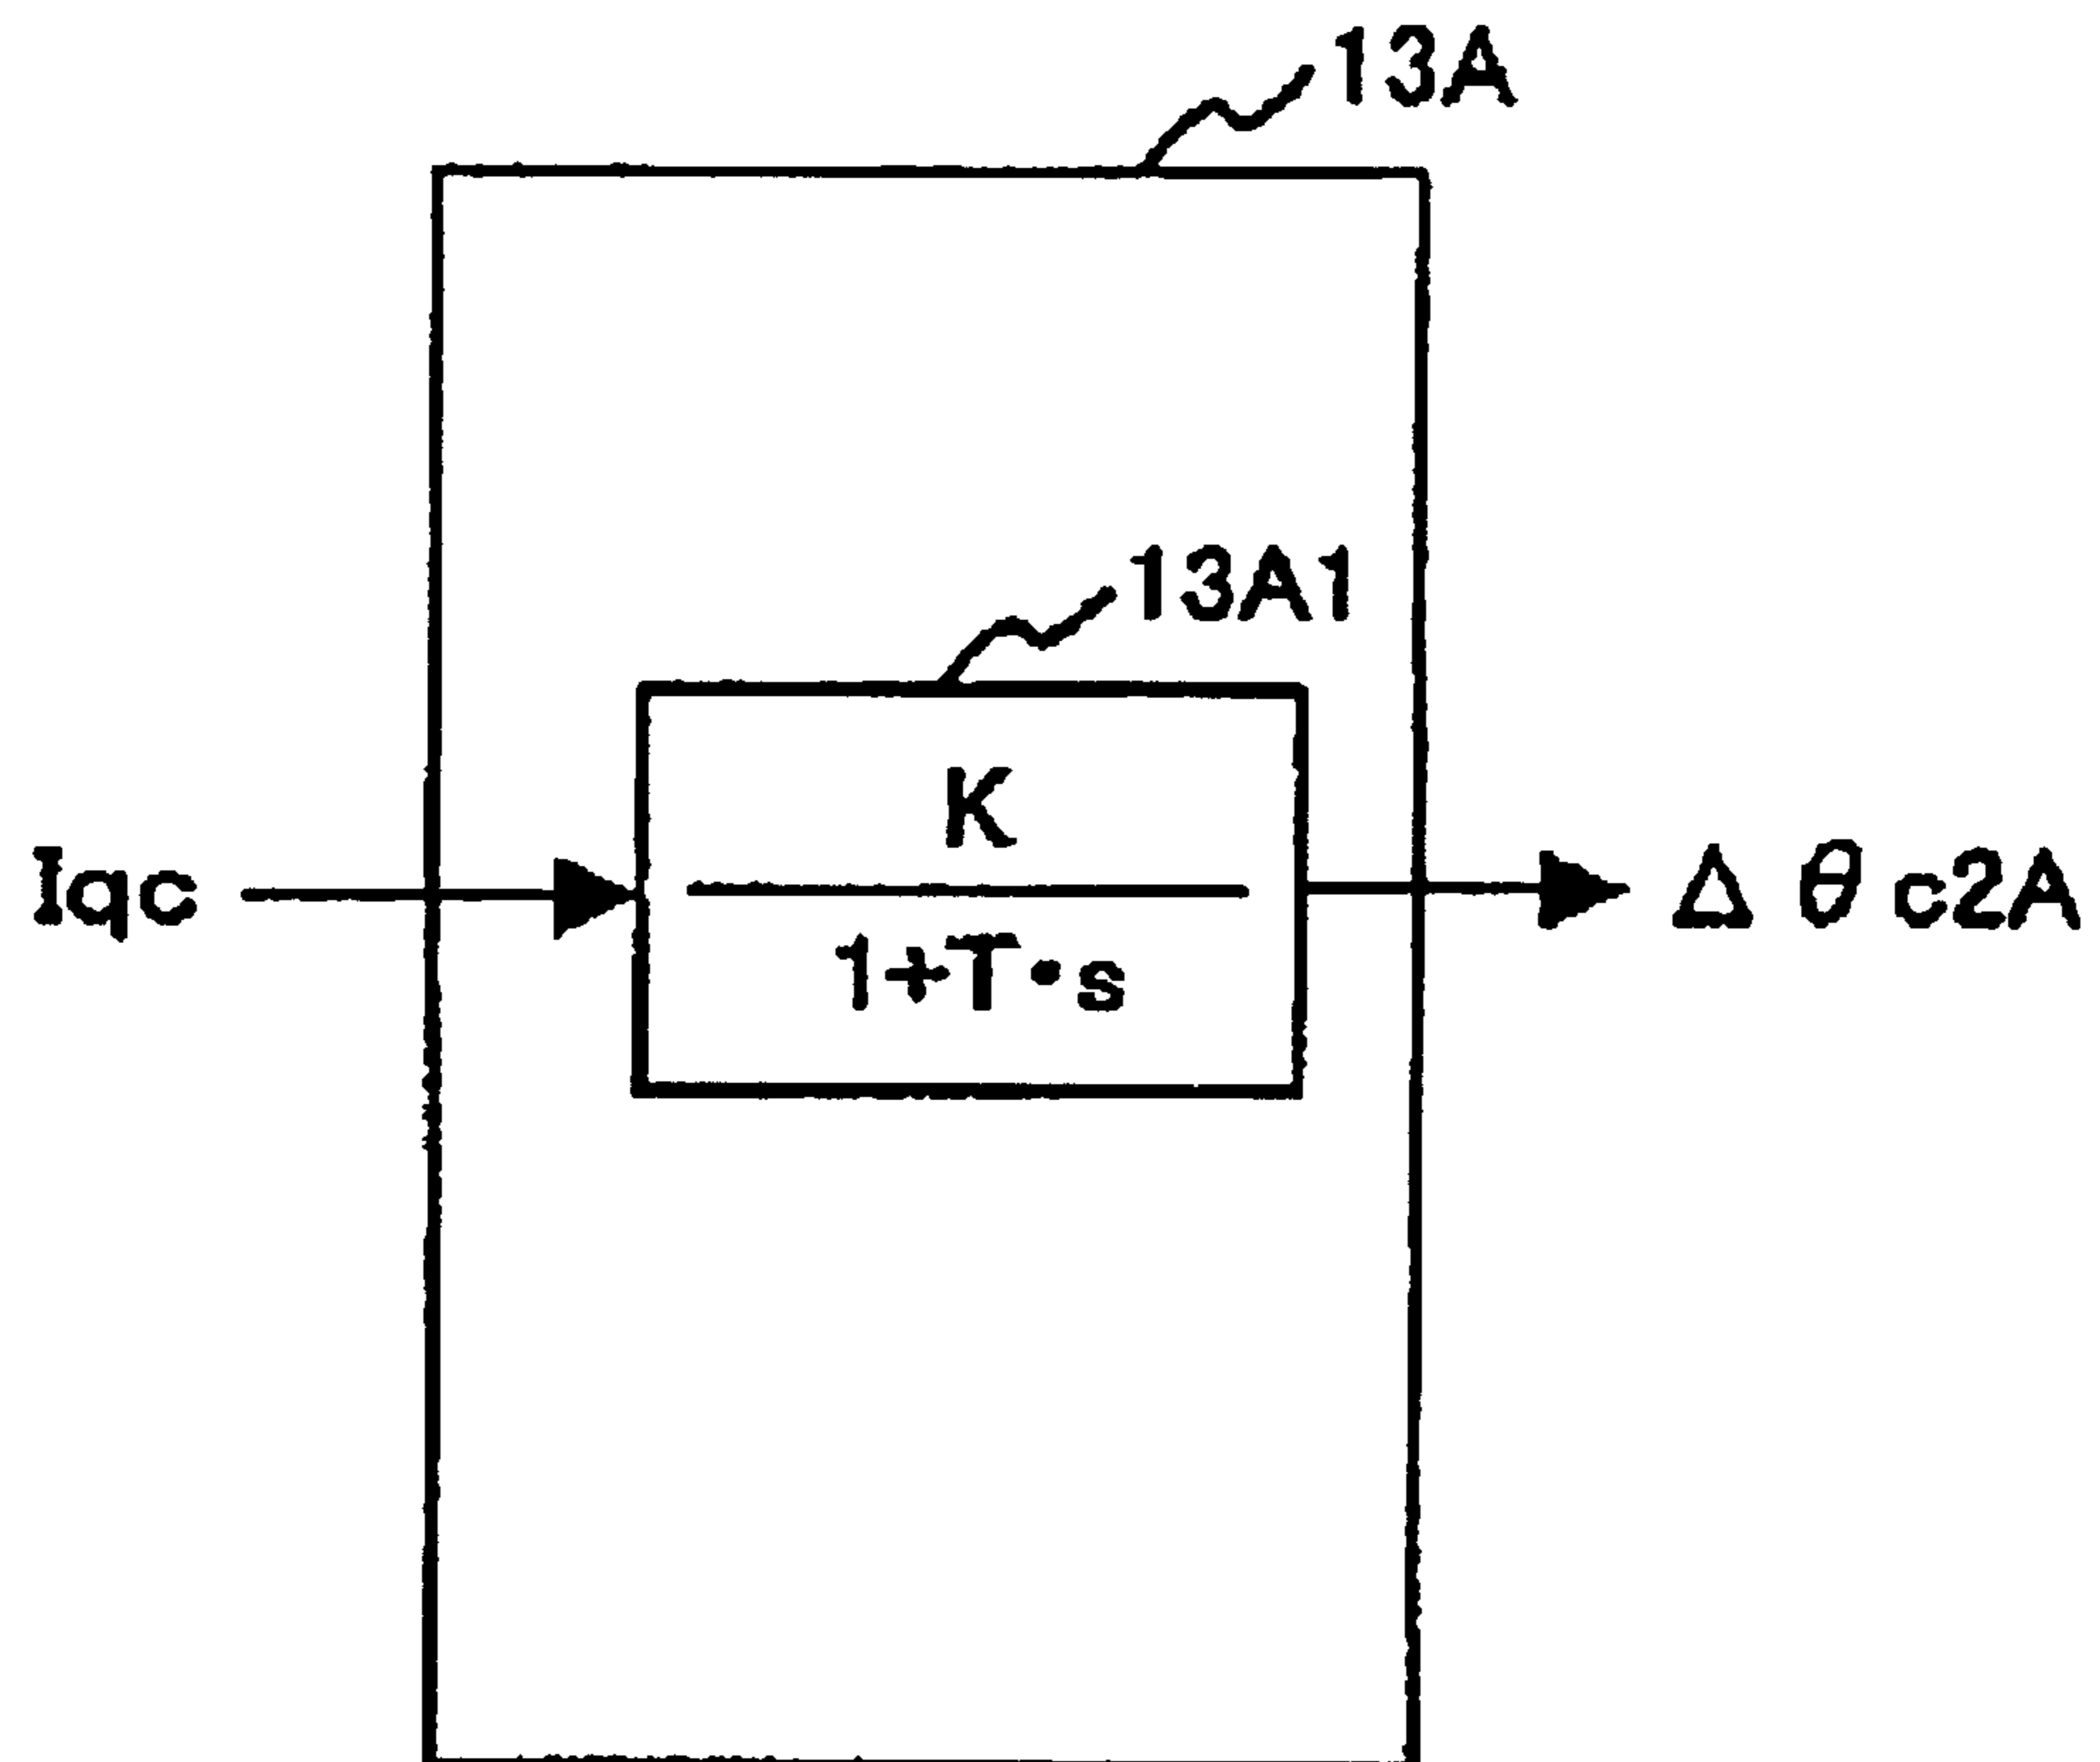 13A
13A1
K
Iqc
Δ θ c2A
1+T•s